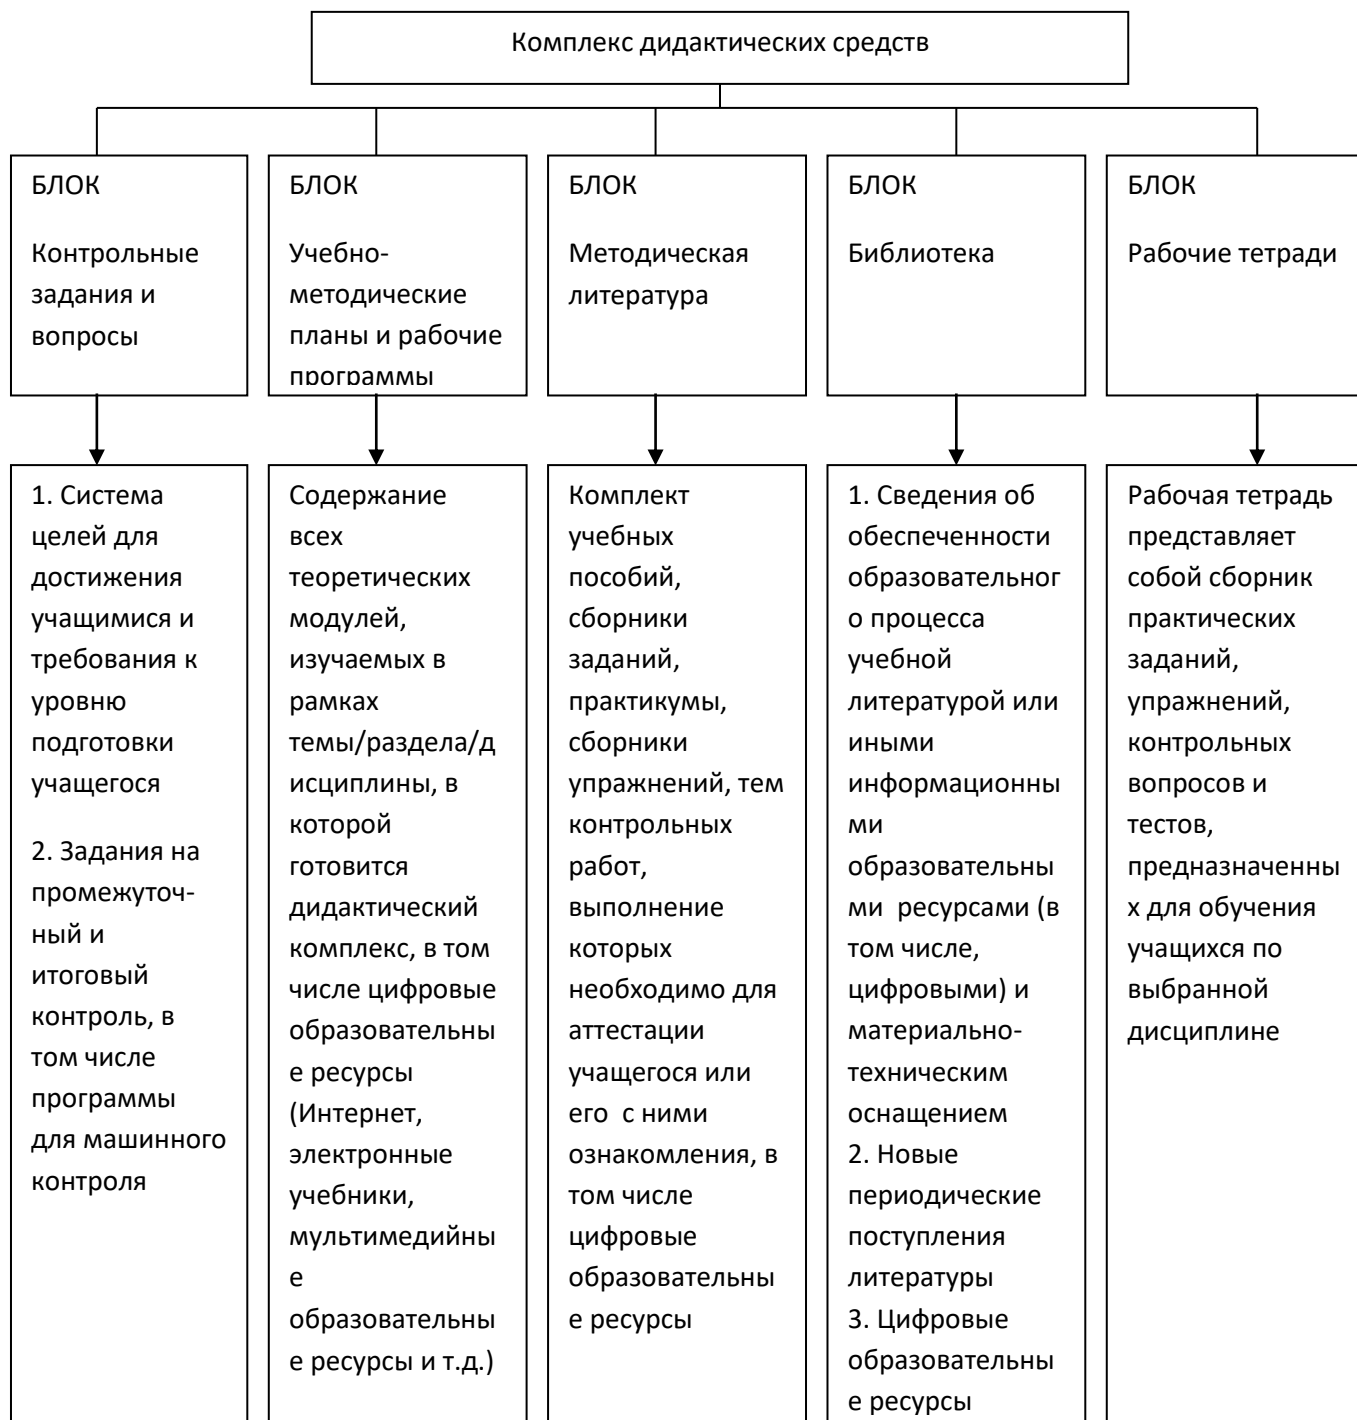 Комплекс дидактических средств
БЛОК
Контрольные
задания и
вопросы
БЛОК
Учебно-
методические
планы и рабочие
программы
БЛОК
Методическая
литература
БЛОК
Библиотека
БЛОК
Рабочие тетради
1. Система
целей для
достижения
учащимися и
требования к
уровню
подготовки
учащегося
2. Задания на
промежуточ-
ный и
итоговый
контроль, в
том числе
программы
для машинного
контроля
Содержание
всех
теоретических
модулей,
изучаемых в
рамках
темы/раздела/д
исциплины, в
которой
готовится
дидактический
комплекс, в том
числе цифровые
образовательны
е ресурсы
(Интернет,
электронные
учебники,
мультимедийны
е
образовательны
е ресурсы и т.д.)
Комплект
учебных
пособий,
сборники
заданий,
практикумы,
сборники
упражнений, тем
контрольных
работ,
выполнение
которых
необходимо для
аттестации
учащегося или
его  с ними
ознакомления, в
том числе
цифровые
образовательны
е ресурсы
1. Сведения об
обеспеченности
образовательног
о процесса
учебной
литературой или
иными
информационны
ми
образовательны
ми  ресурсами (в
том числе,
цифровыми) и
материально-
техническим
оснащением
2. Новые
периодические
поступления
литературы
3. Цифровые
образовательны
е ресурсы
Рабочая тетрадь
представляет
собой сборник
практических
заданий,
упражнений,
контрольных
вопросов и
тестов,
предназначенны
х для обучения
учащихся по
выбранной
дисциплине